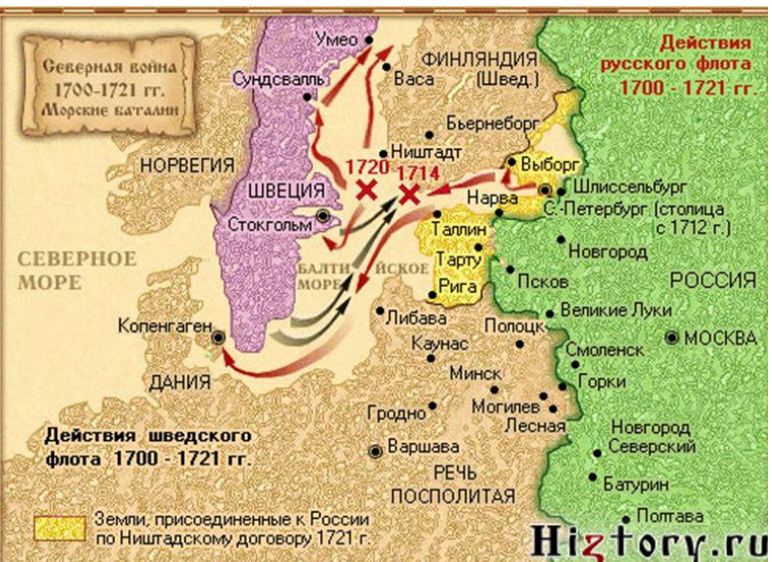 Северная война
1700-1721 гг.
Морские баталии
Умео
ФИНЛЯНДИЯ
(Швед.)
Действия
русского флота
1700 - 1721 гг.
Сундсвалль
Васа
Бьернеборг
НОРВЕГИЯ
Ништадт
Выборг
1720
1714
ШВЕЦИЯ
Нарва
Шлиссельбург
С.-Петербург (столица
с 1712 г.)
Стокгольм
Таллин
Новгород
СЕВЕРНОЕ
МОРЕ
Тарту
БАЛТИЙСКОЕ
МОРЕ
Рига
Псков
РОССИЯ
Копенгаген
Либава
Великие Луки
Полоцк
МОСКВА
Каунас
Смоленск
ДАНИЯ
Минск
Горки
Гродно
Могилев
Лесная
Новгород
Северский
Действия шведского
флота 1700 - 1721 гг.
Варшава
РЕЧЬ
ПОСПОЛИТАЯ
Батурин
Полтава
Земли, присоединенные к России
по Ништадскому договору 1721 г.
Hiztory.ru